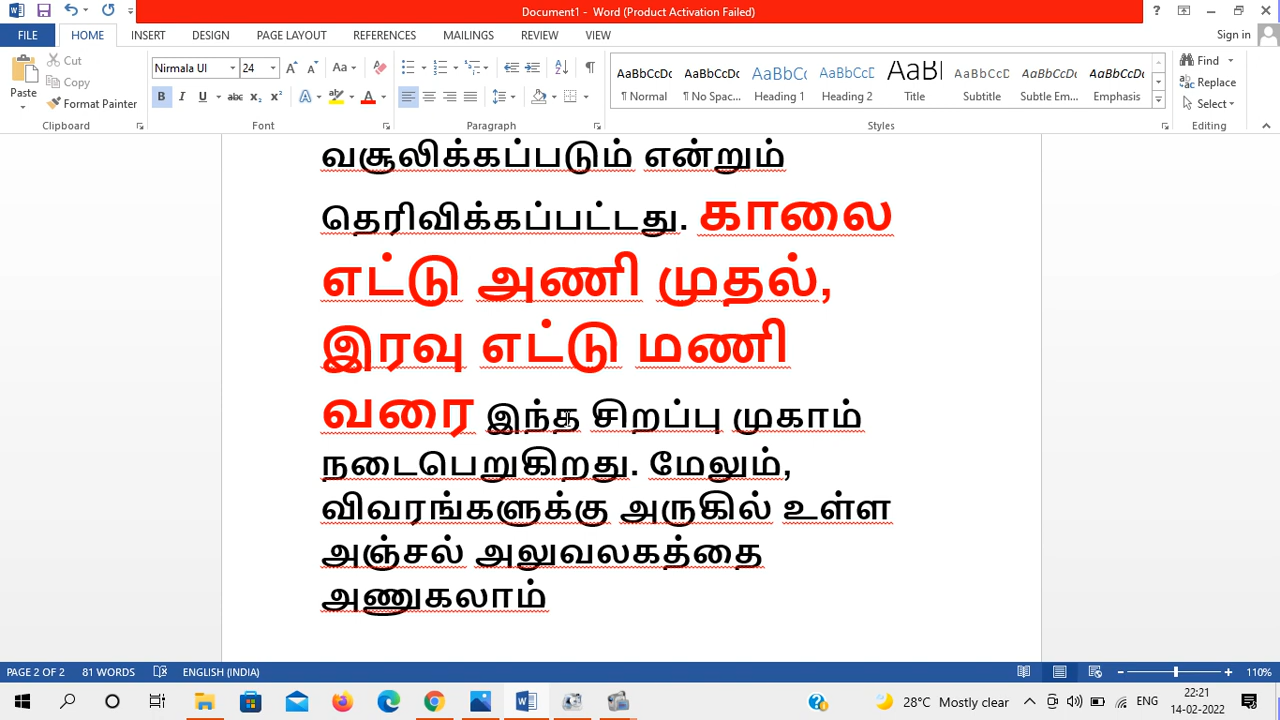 Document1 - Word (Product Activation Failed)
FILE HOME INSERT DESIGN PAGE LAYOUT REFERENCES MAILINGS REVIEW VIEW Sign in
Paste Cut Copy Format Painter Clipboard
Nirmala UI 24 Font
Paragraph
AaBbCcDc AaBbCcDc AaBbCc AaBbCcC AaBl AaBbCcD AaBbCcDc AaBbCcDc
¶ Normal ¶ No Spac... Heading 1 Heading 2 Title Subtitle Subtle Em... Emphasis
Styles
Find Replace Select Editing
வசூலிக்கப்படும் என்றும்
தெரிவிக்கப்பட்டது. காலை
எட்டு அணி முதல்,
இரவு எட்டு மணி
வரை இந்த சிறப்பு முகாம்
நடைபெறுகிறது. மேலும்,
விவரங்களுக்கு அருகில் உள்ள
அஞ்சல் அலுவலகத்தை
அணுகலாம்
PAGE 2 OF 2 81 WORDS ENGLISH (INDIA) 110%
28°C Mostly clear ENG 22:21
14-02-2022